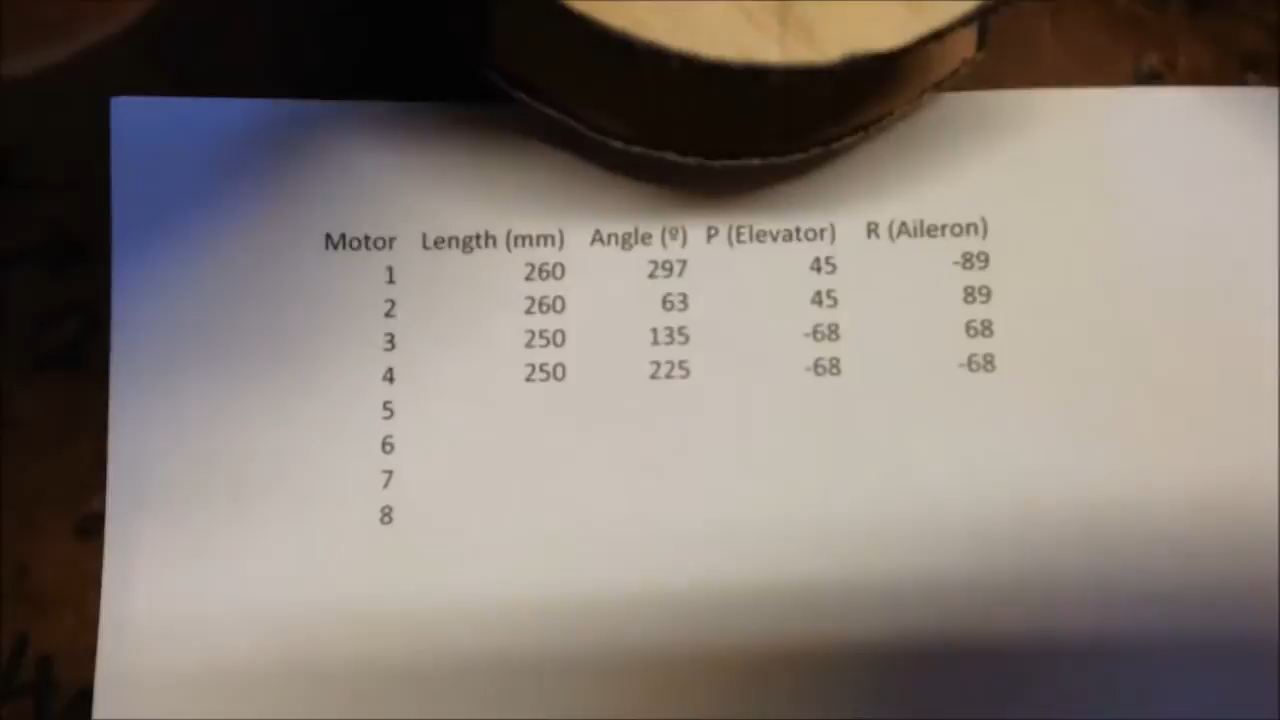 Motor Length (mm) Angle (º) P (Elevator) R (Aileron)
1 260 297 45 -89
2 260 63 45 89
3 250 135 -68 68
4 250 225 -68 -68
5
6
7
8